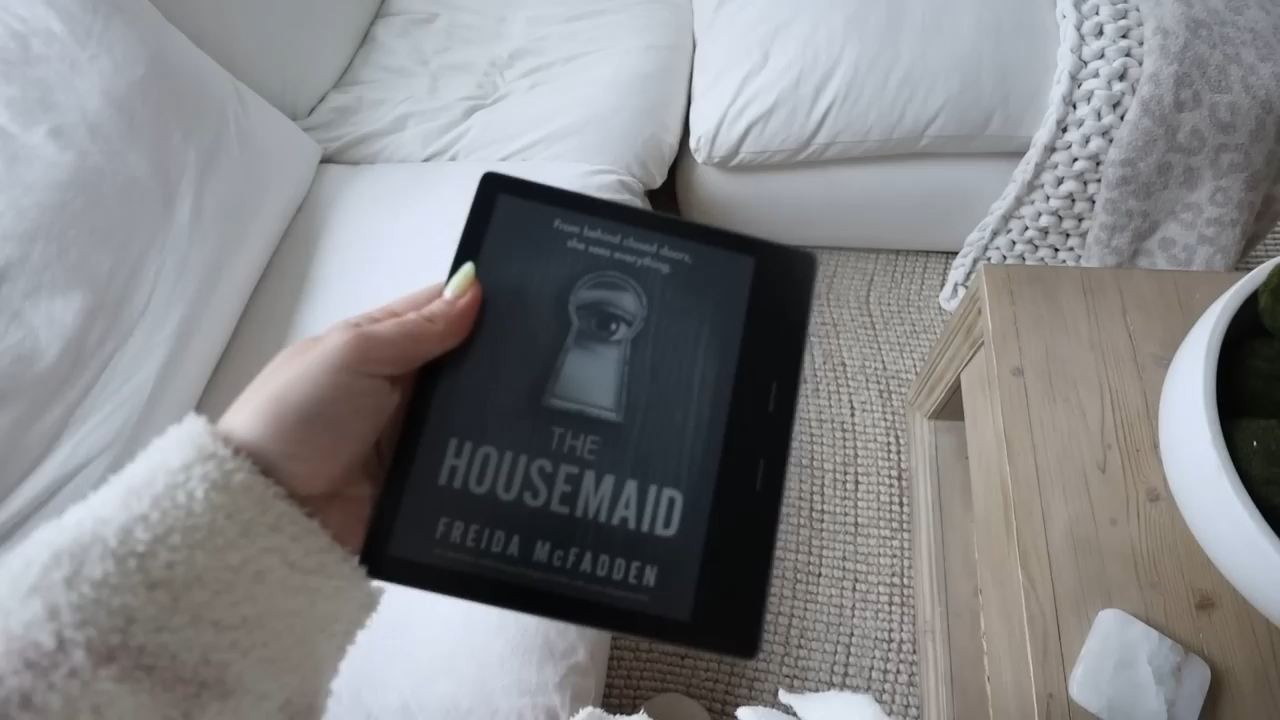 From behind closed doors,
she sees everything.
THE
HOUSEMAID
FREIDA McFADDEN